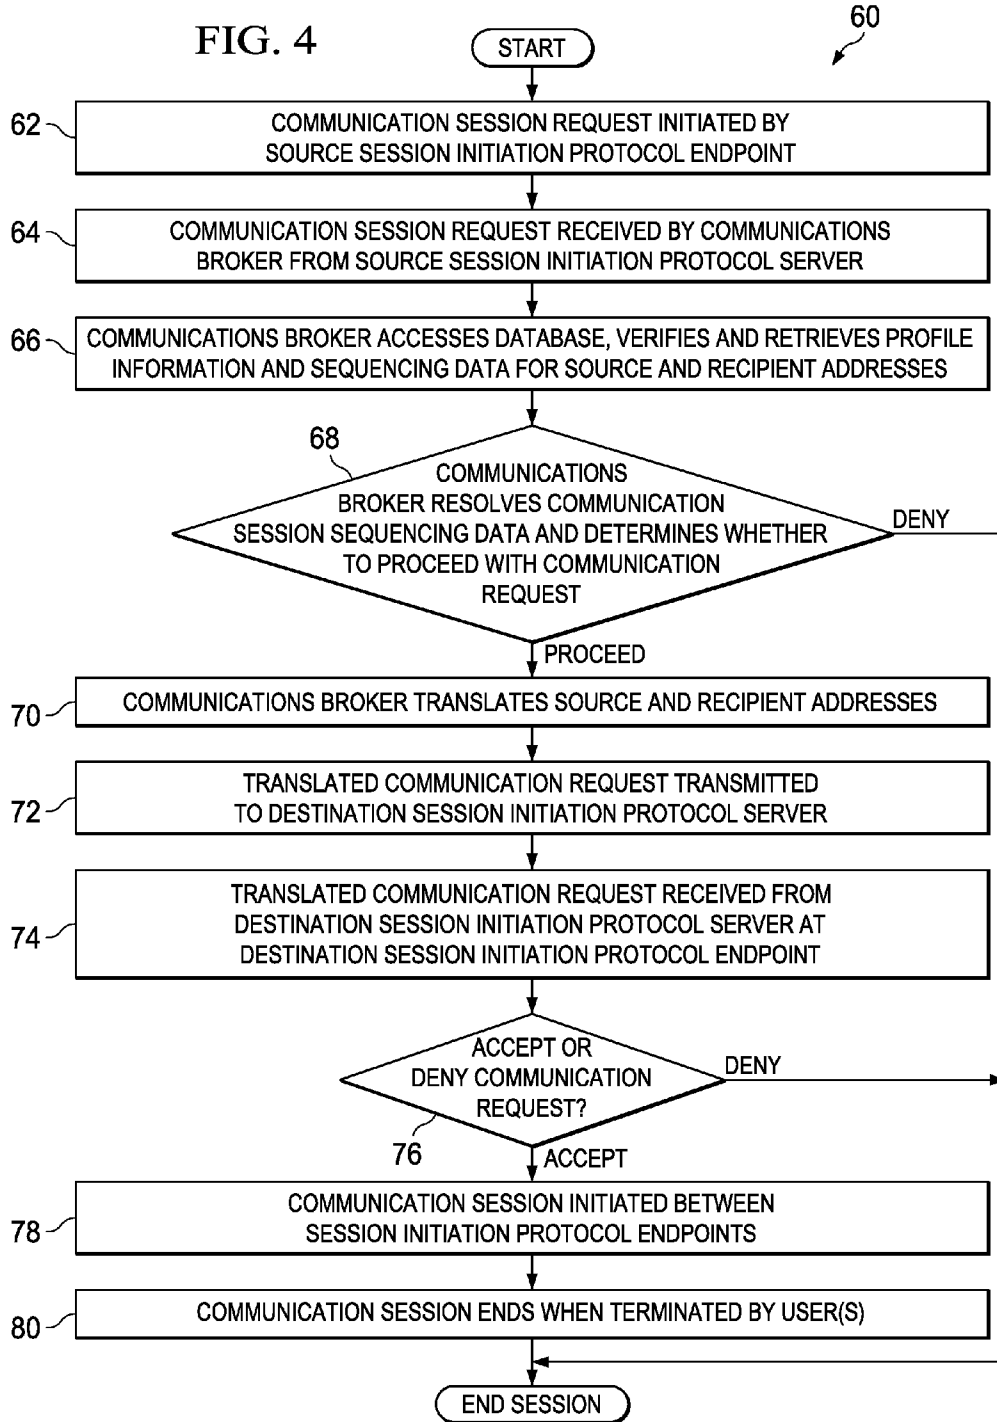 FIG. 4
START
60
62
COMMUNICATION SESSION REQUEST INITIATED BY
SOURCE SESSION INITIATION PROTOCOL ENDPOINT
64
COMMUNICATION SESSION REQUEST RECEIVED BY COMMUNICATIONS
BROKER FROM SOURCE SESSION INITIATION PROTOCOL SERVER
66
COMMUNICATIONS BROKER ACCESSES DATABASE, VERIFIES AND RETRIEVES PROFILE
INFORMATION AND SEQUENCING DATA FOR SOURCE AND RECIPIENT ADDRESSES
68
COMMUNICATIONS
BROKER RESOLVES COMMUNICATION
SESSION SEQUENCING DATA AND DETERMINES WHETHER
TO PROCEED WITH COMMUNICATION
REQUEST
DENY
PROCEED
70
COMMUNICATIONS BROKER TRANSLATES SOURCE AND RECIPIENT ADDRESSES
72
TRANSLATED COMMUNICATION REQUEST TRANSMITTED
TO DESTINATION SESSION INITIATION PROTOCOL SERVER
74
TRANSLATED COMMUNICATION REQUEST RECEIVED FROM
DESTINATION SESSION INITIATION PROTOCOL SERVER AT
DESTINATION SESSION INITIATION PROTOCOL ENDPOINT
ACCEPT OR
DENY COMMUNICATION
REQUEST?
DENY
76
ACCEPT
78
COMMUNICATION SESSION INITIATED BETWEEN
SESSION INITIATION PROTOCOL ENDPOINTS
80
COMMUNICATION SESSION ENDS WHEN TERMINATED BY USER(S)
END SESSION